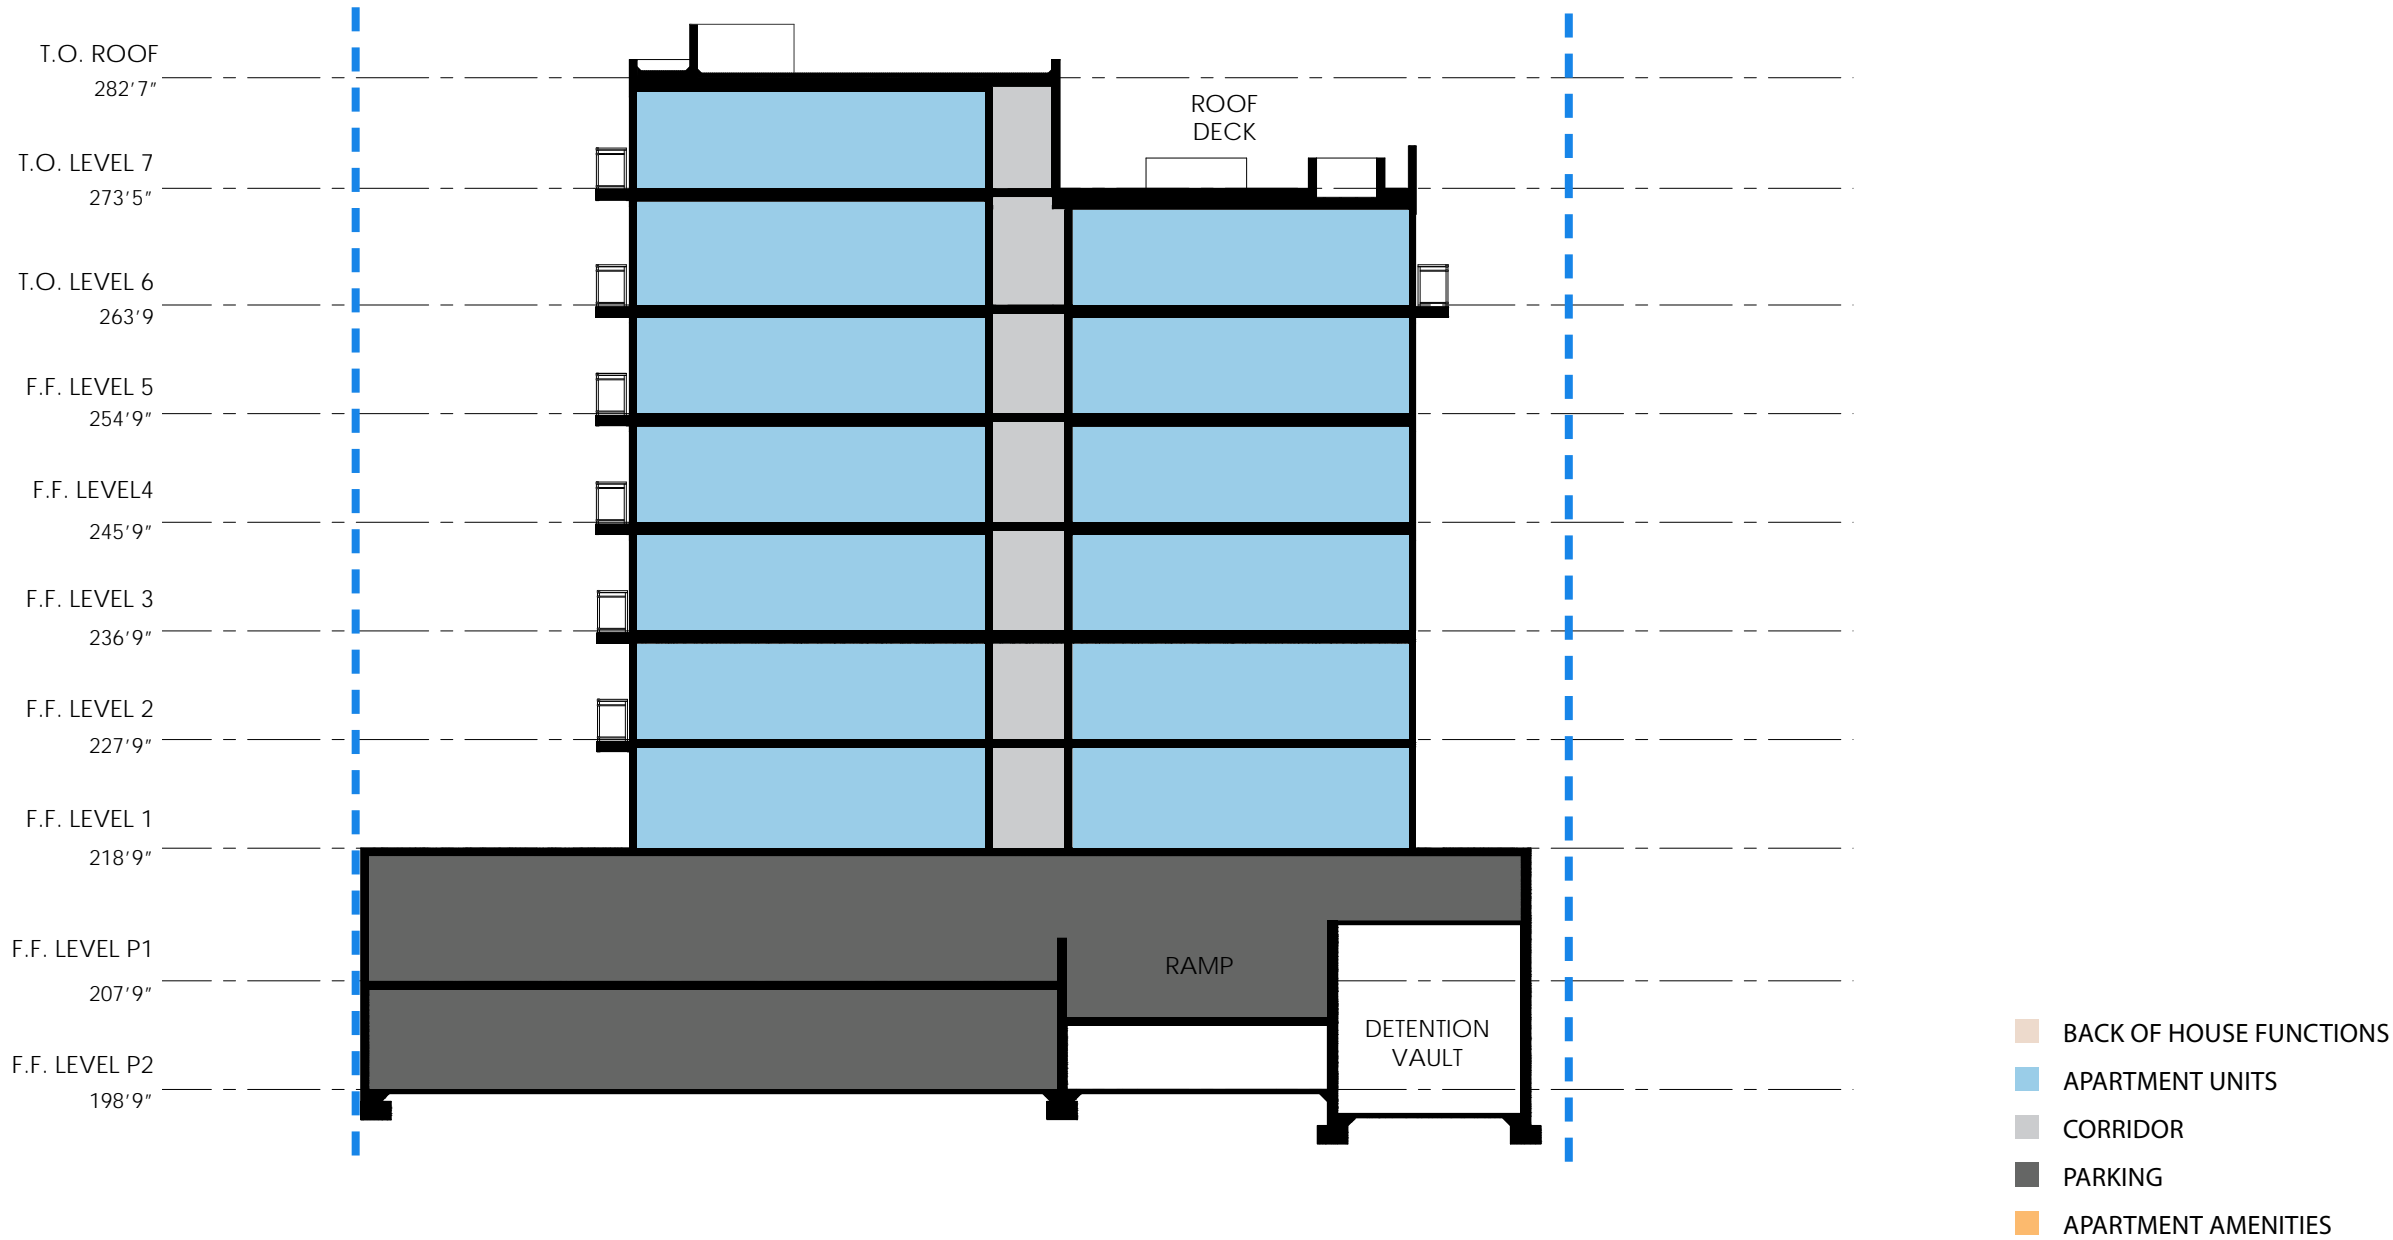 T.O. ROOF
282'7"
ROOF
DECK
T.O. LEVEL 7
273'5"
T.O. LEVEL 6
263'9
F.F. LEVEL 5
254'9"
F.F. LEVEL4
245'9"
F.F. LEVEL 3
236'9"
F.F. LEVEL 2
227'9"
F.F. LEVEL 1
218'9"
F.F. LEVEL P1
207'9"
RAMP
DETENTION
VAULT
F.F. LEVEL P2
198'9"
BACK OF HOUSE FUNCTIONS
APARTMENT UNITS
CORRIDOR
PARKING
APARTMENT AMENITIES